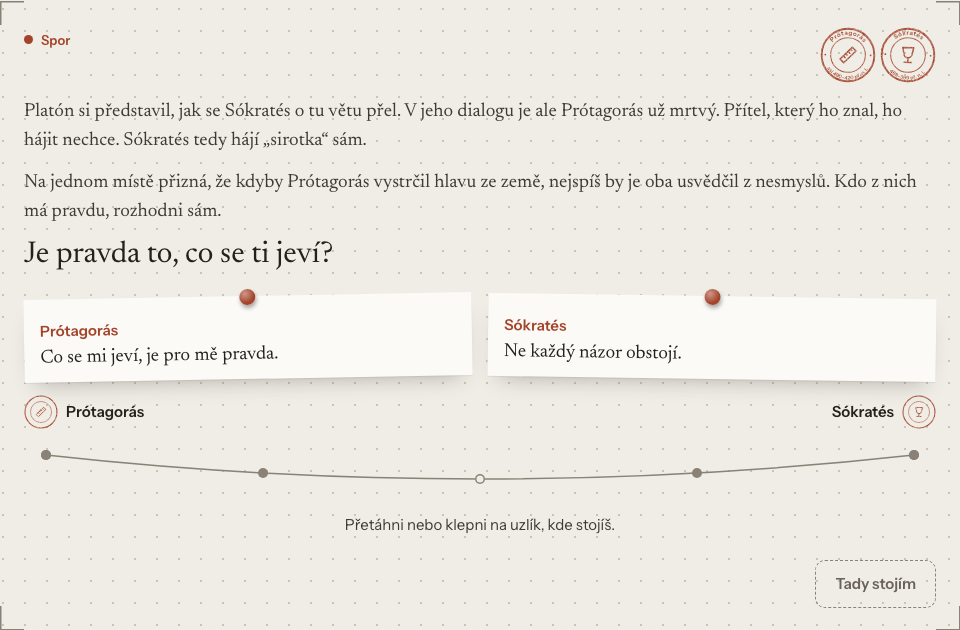 Spor
Prótagorás
Sókratés
Platón si představil, jak se Sókratés o tu větu přel. V jeho dialogu je ale Prótagorás už mrtvý. Přítel, který ho znal, ho
hájit nechce. Sókratés tedy hájí „sirotka“ sám.
Na jednom místě přizná, že kdyby Prótagorás vystrčil hlavu ze země, nejspíš by je oba usvědčil z nesmyslů. Kdo z nich
má pravdu, rozhodni sám.
Je pravda to, co se ti jeví?
Prótagorás
Co se mi jeví, je pro mě pravda.
Sókratés
Ne každý názor obstojí.
Prótagorás
Sókratés
Přetáhni nebo klepni na uzlík, kde stojíš.
Tady stojím